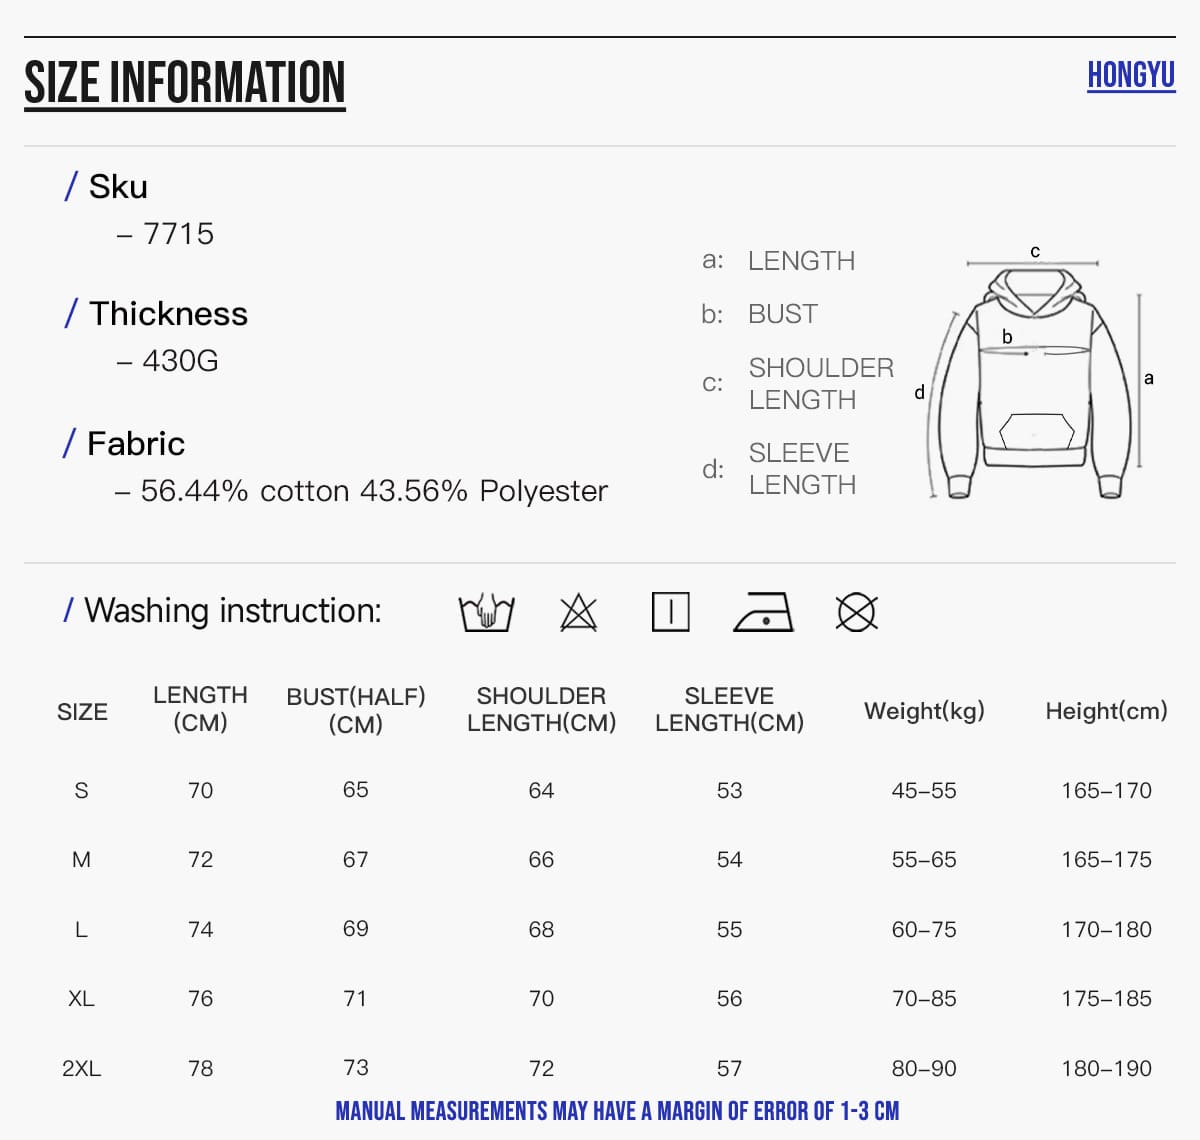 SIZE INFORMATION
HONGYU
/ Sku
– 7715
/ Thickness
– 430G
/ Fabric
– 56.44% cotton 43.56% Polyester
a: LENGTH
b: BUST
c: SHOULDER
LENGTH
d: SLEEVE
LENGTH
c
b
a
d
/ Washing instruction:
SIZE LENGTH (CM) BUST(HALF) (CM) SHOULDER LENGTH(CM) SLEEVE LENGTH(CM) Weight(kg) Height(cm)
S 70 65 64 53 45–55 165–170
M 72 67 66 54 55–65 165–175
L 74 69 68 55 60–75 170–180
XL 76 71 70 56 70–85 175–185
2XL 78 73 72 57 80–90 180–190
MANUAL MEASUREMENTS MAY HAVE A MARGIN OF ERROR OF 1-3 CM